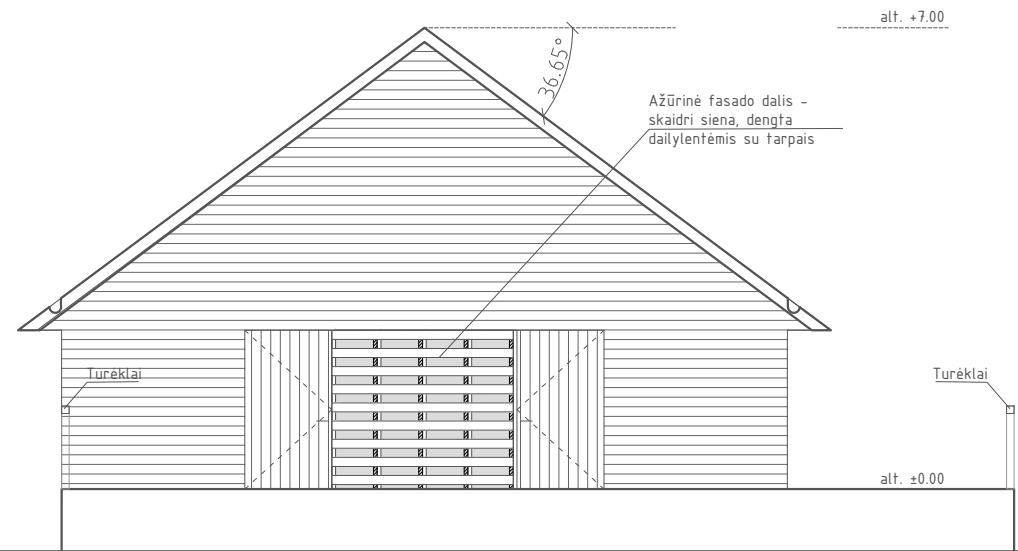 alt. +7.00
36.65°
Ažūrinė fasado dalis -
skaidri siena, dengta
dailylentėmis su tarpais
Turėklai
Turėklai
alt. ±0.00